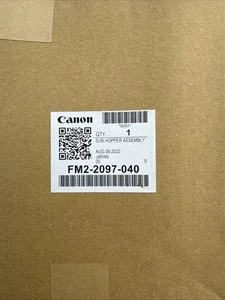 Canon
QTY. 1
SUB HOPPER ASSEMBLY
AUG.09.2022
JAPAN
FM2-2097-040